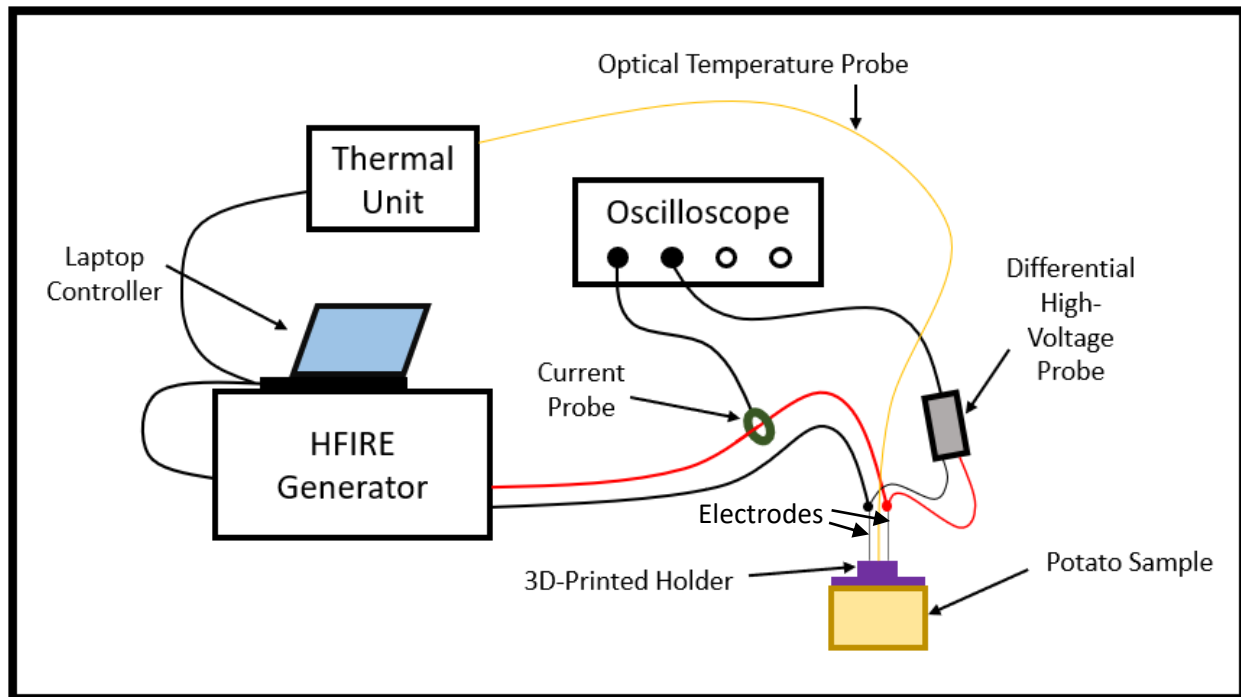 Optical Temperature Probe
Thermal
Unit
Oscilloscope
Laptop
Controller
Differential
High-
Voltage
Probe
Current
Probe
HFIRE
Generator
Electrodes
3D-Printed Holder
Potato Sample